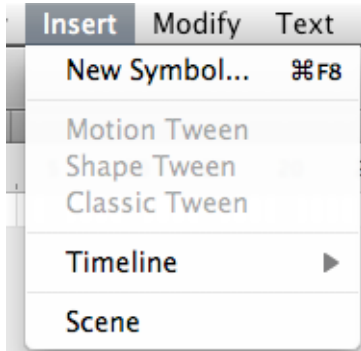 Insert Modify Text
New Symbol... ⌘F8
Motion Tween
Shape Tween
Classic Tween
Timeline ▶
Scene